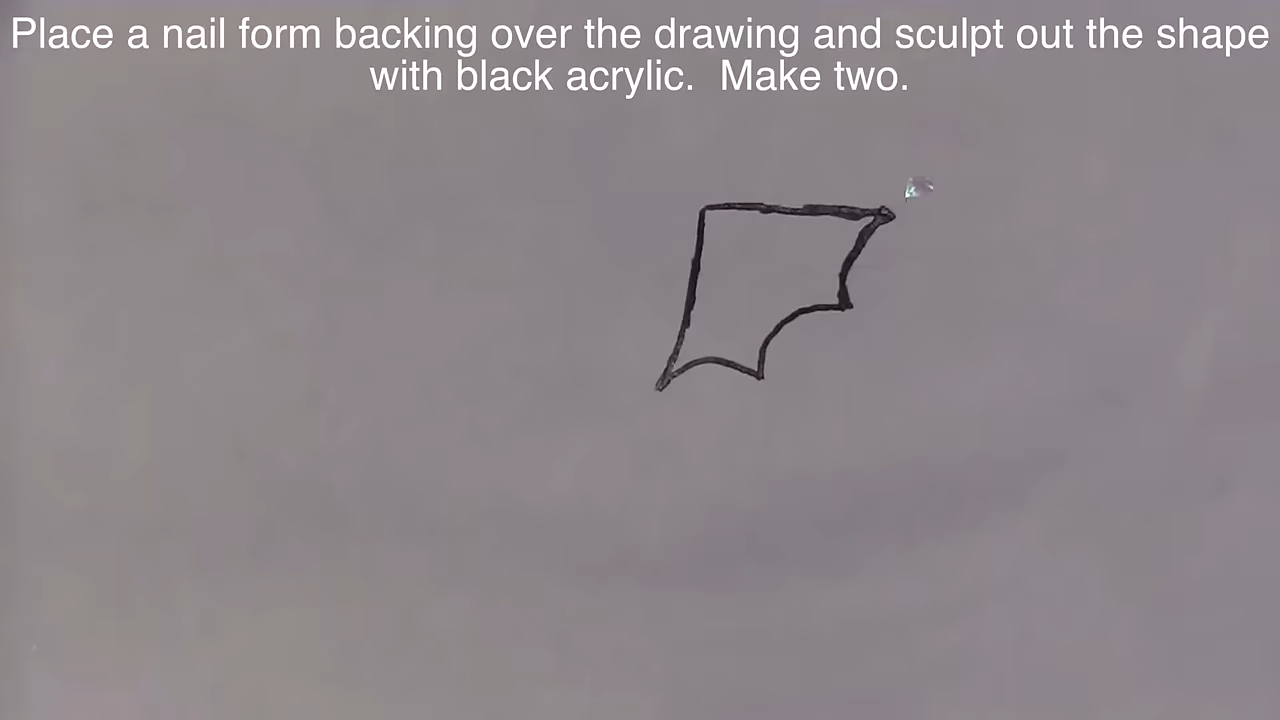 Place a nail form backing over the drawing and sculpt out the shape
with black acrylic.  Make two.